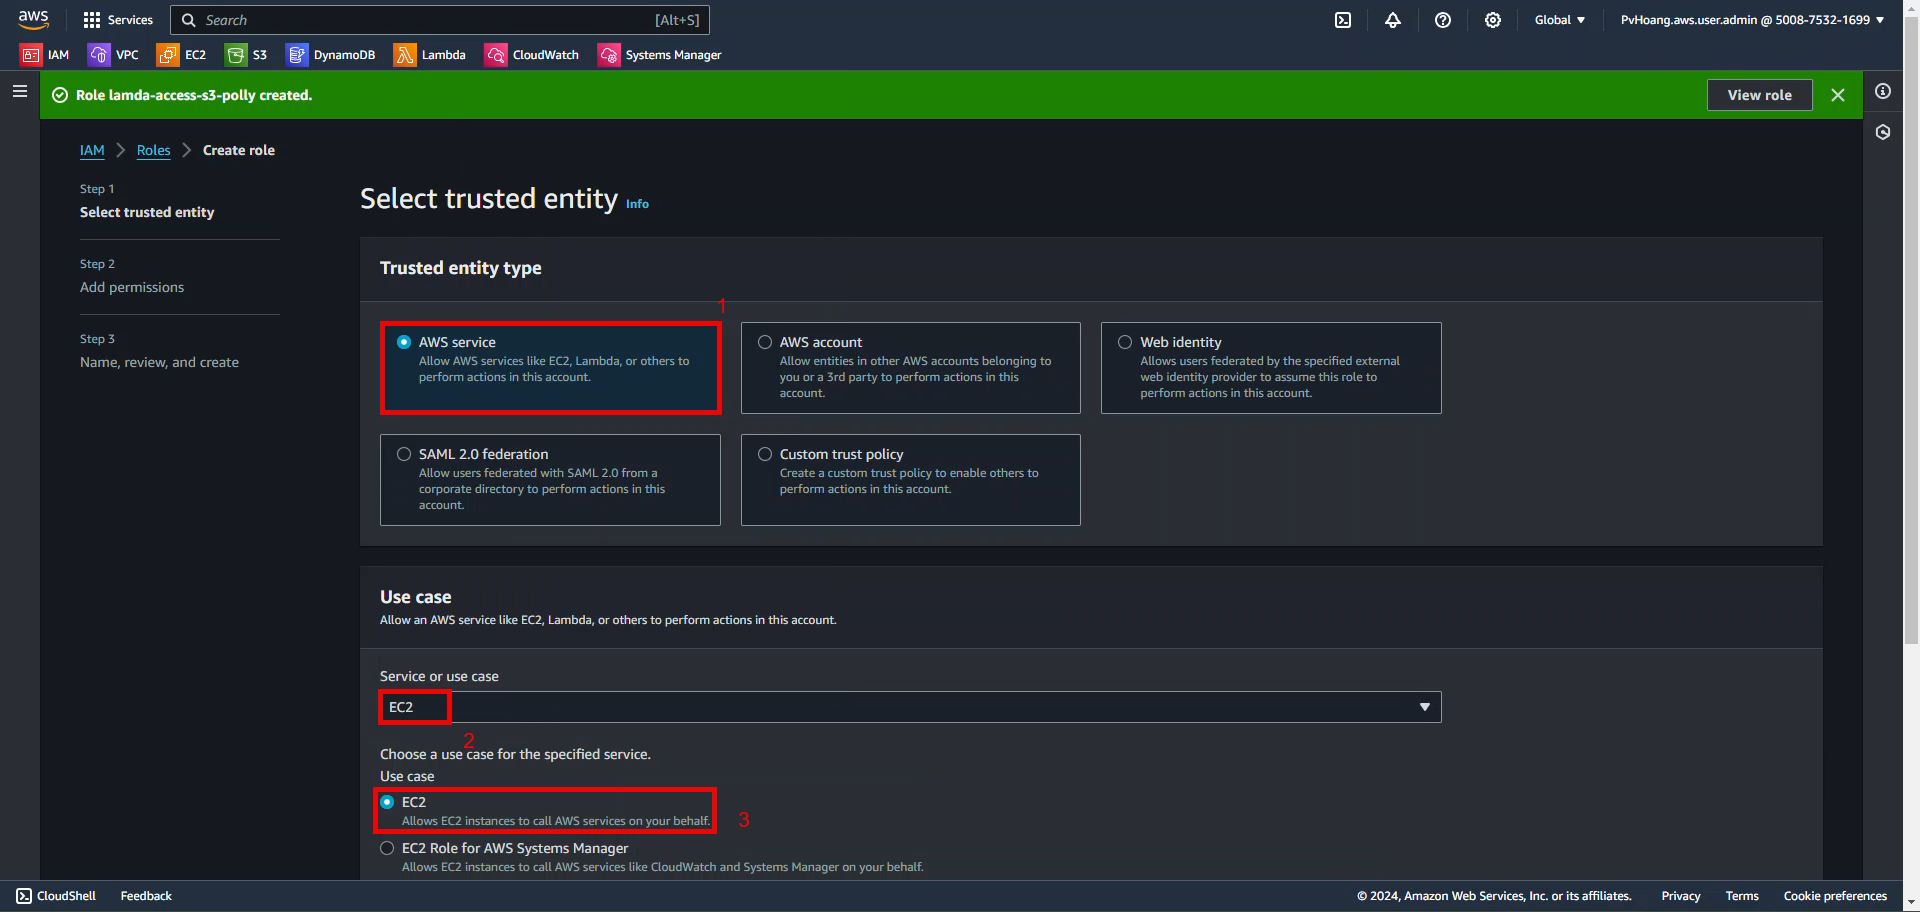 aws
Services
Search
[Alt+S]
Global
PvHoang.aws.user.admin @ 5008-7532-1699
IAM
VPC
EC2
S3
DynamoDB
Lambda
CloudWatch
Systems Manager
Role lamda-access-s3-polly created.
View role
IAM
Roles
Create role
Step 1
Select trusted entity
Step 2
Add permissions
Step 3
Name, review, and create
Select trusted entity Info
Trusted entity type
1
AWS service
Allow AWS services like EC2, Lambda, or others to
perform actions in this account.
AWS account
Allow entities in other AWS accounts belonging to
you or a 3rd party to perform actions in this
account.
Web identity
Allows users federated by the specified external
web identity provider to assume this role to
perform actions in this account.
SAML 2.0 federation
Allow users federated with SAML 2.0 from a
corporate directory to perform actions in this
account.
Custom trust policy
Create a custom trust policy to enable others to
perform actions in this account.
Use case
Allow an AWS service like EC2, Lambda, or others to perform actions in this account.
Service or use case
EC2
2
Choose a use case for the specified service.
Use case
EC2
Allows EC2 instances to call AWS services on your behalf.
3
EC2 Role for AWS Systems Manager
Allows EC2 instances to call AWS services like CloudWatch and Systems Manager on your behalf.
CloudShell
Feedback
© 2024, Amazon Web Services, Inc. or its affiliates.
Privacy
Terms
Cookie preferences